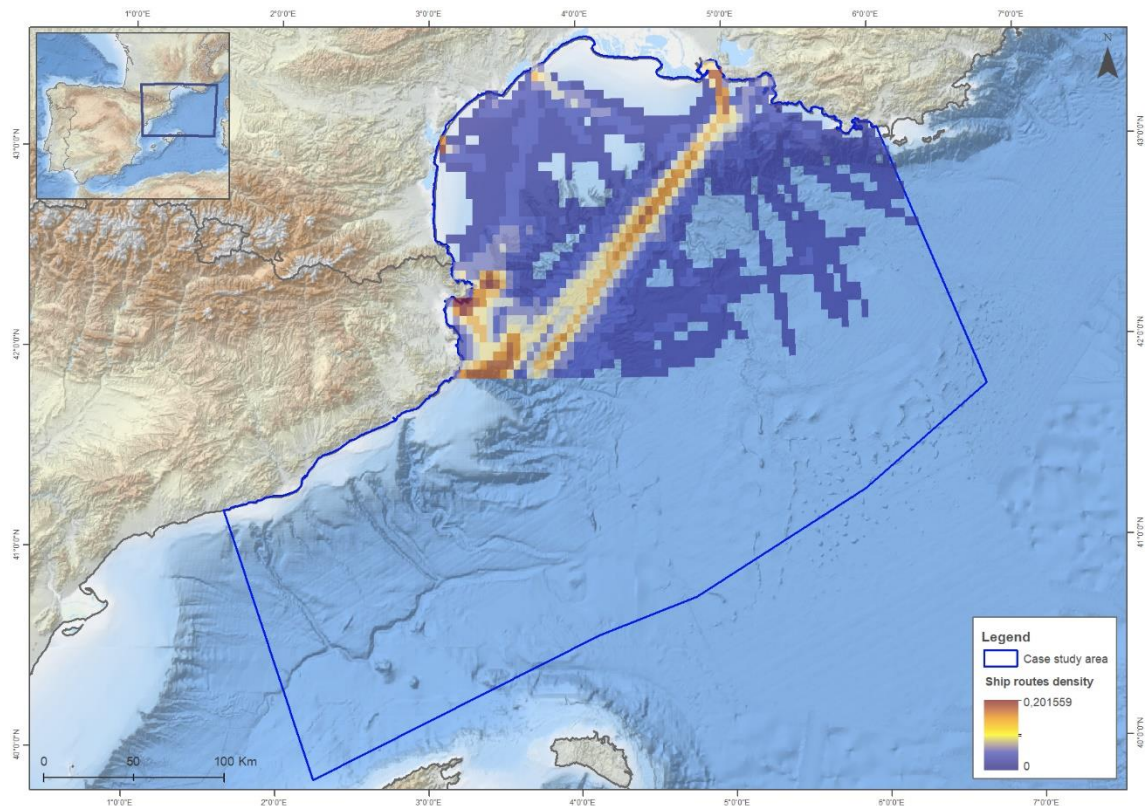 0°0'0" 1°0'0"E 2°0'0"E 3°0'0"E 4°0'0"E 5°0'0"E 6°0'0"E 7°0'0"E
N
43°0'0"N 43°0'0"N
42°0'0"N 42°0'0"N
41°0'0"N 41°0'0"N
40°0'0"N 40°0'0"N
Legend
Case study area
Ship routes density
0,201559
0
0 50 100 Km
1°0'0"E 2°0'0"E 3°0'0"E 4°0'0"E 5°0'0"E 6°0'0"E 7°0'0"E